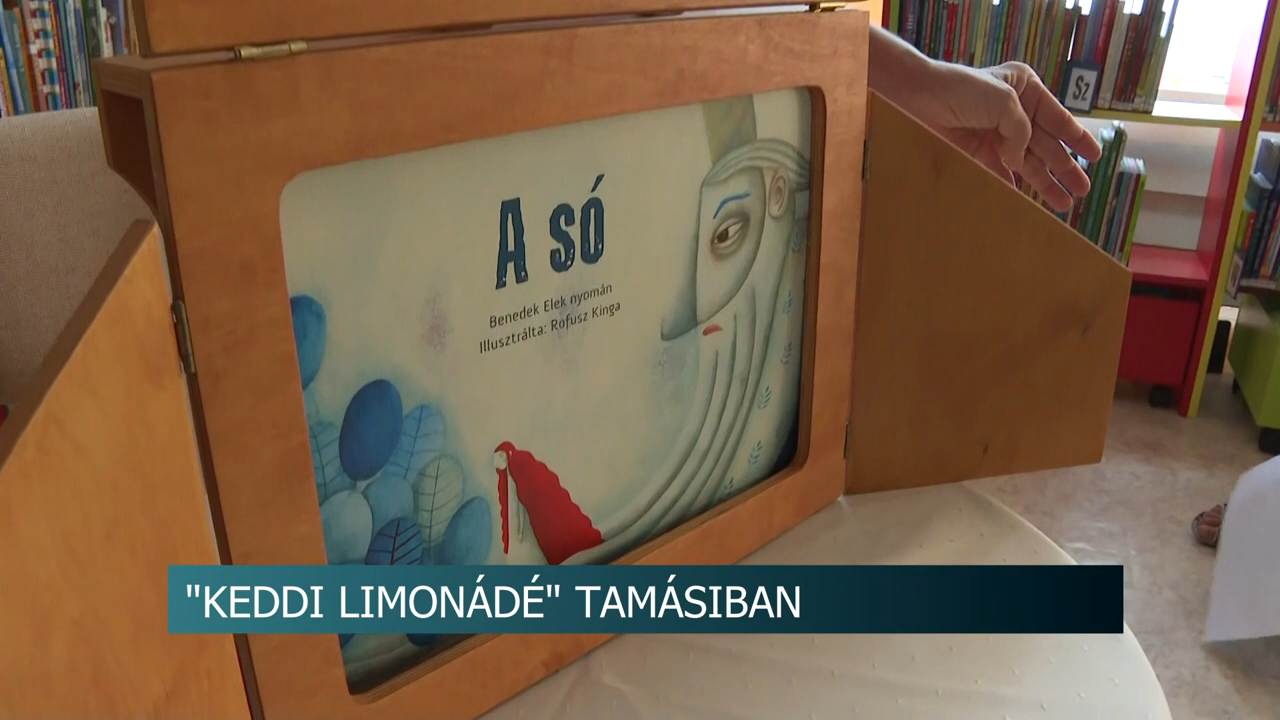 A só
Benedek Elek nyomán
Illusztrálta: Rofusz Kinga
Sz
"KEDDI LIMONÁDÉ" TAMÁSIBAN